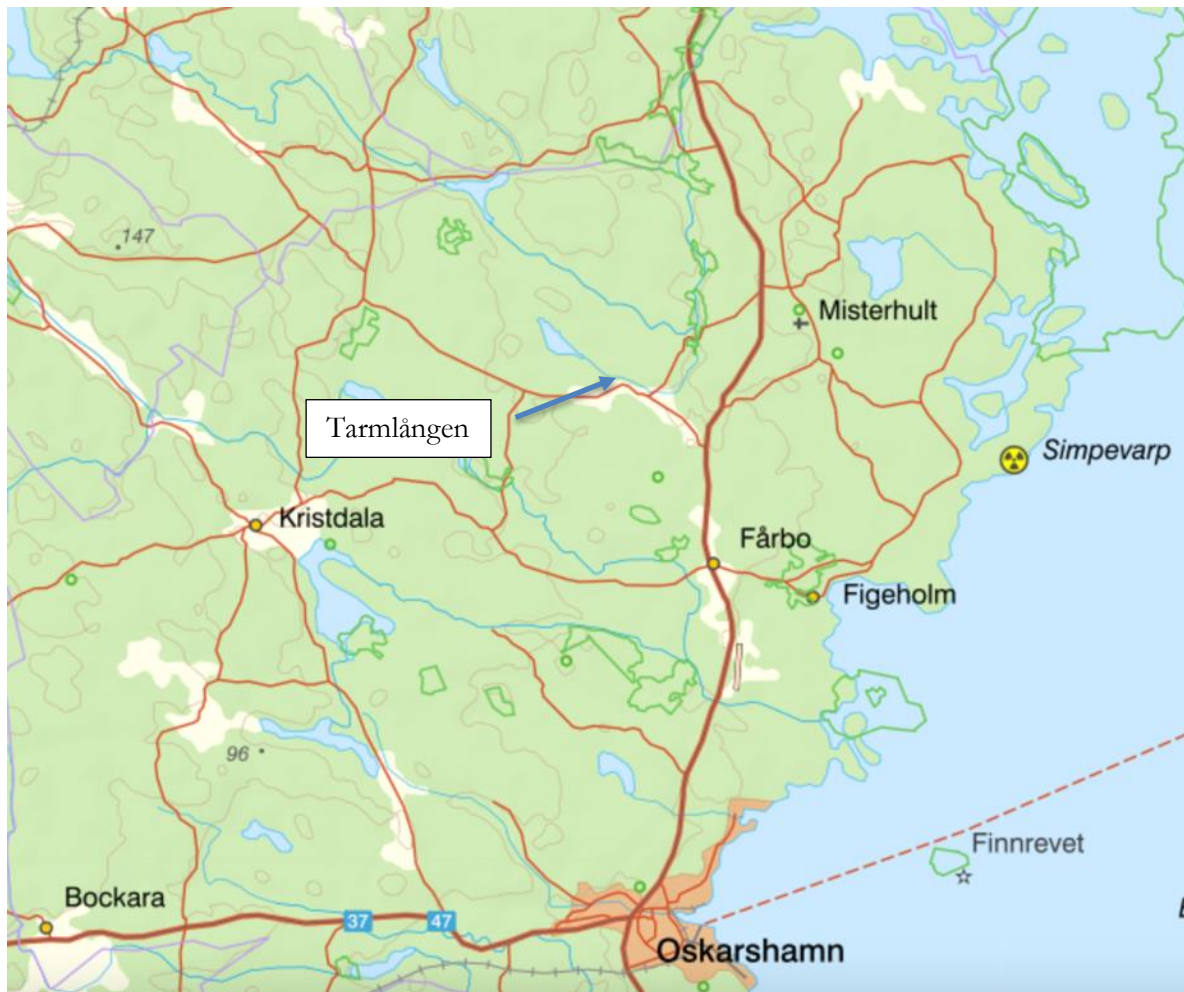 147
Misterhult
Tarmlången
Simpevarp
Kristdala
Fårbo
Figeholm
96
Finnrevet
Bockara
37
47
Oskarshamn